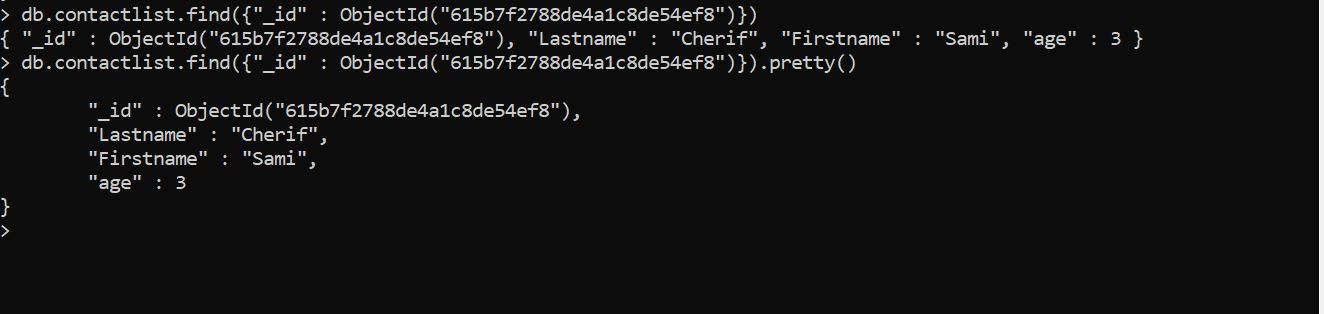 > db.contactlist.find({"_id" : ObjectId("615b7f2788de4a1c8de54ef8")})
{ "_id" : ObjectId("615b7f2788de4a1c8de54ef8"), "Lastname" : "Cherif", "Firstname" : "Sami", "age" : 3 }
> db.contactlist.find({"_id" : ObjectId("615b7f2788de4a1c8de54ef8")}).pretty()
{
        "_id" : ObjectId("615b7f2788de4a1c8de54ef8"),
        "Lastname" : "Cherif",
        "Firstname" : "Sami",
        "age" : 3
}
>